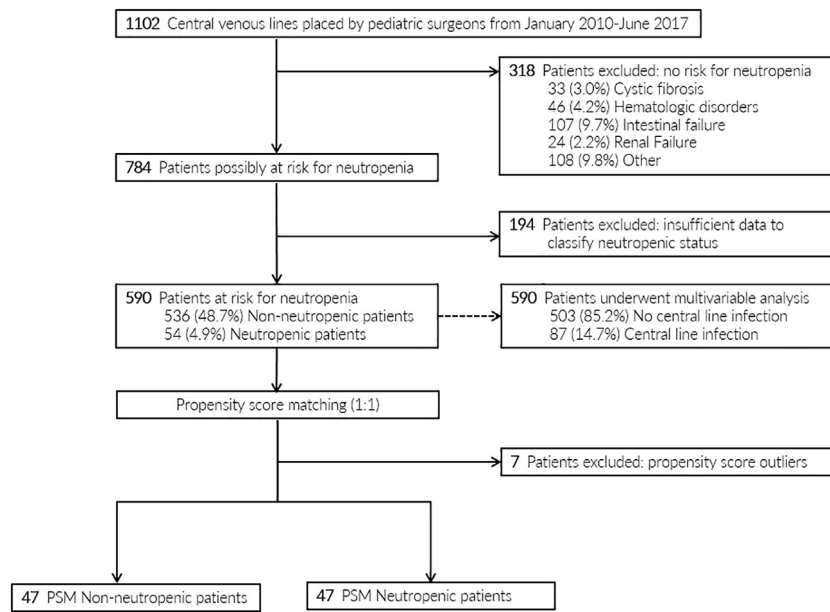 1102 Central venous lines placed by pediatric surgeons from January 2010-June 2017
318 Patients excluded: no risk for neutropenia
33 (3.0%) Cystic fibrosis
46 (4.2%) Hematologic disorders
107 (9.7%) Intestinal failure
24 (2.2%) Renal Failure
108 (9.8%) Other
784 Patients possibly at risk for neutropenia
194 Patients excluded: insufficient data to
classify neutropenic status
590 Patients at risk for neutropenia
536 (48.7%) Non-neutropenic patients
54 (4.9%) Neutropenic patients
590 Patients underwent multivariable analysis
503 (85.2%) No central line infection
87 (14.7%) Central line infection
Propensity score matching (1:1)
7 Patients excluded: propensity score outliers
47 PSM Non-neutropenic patients
47 PSM Neutropenic patients